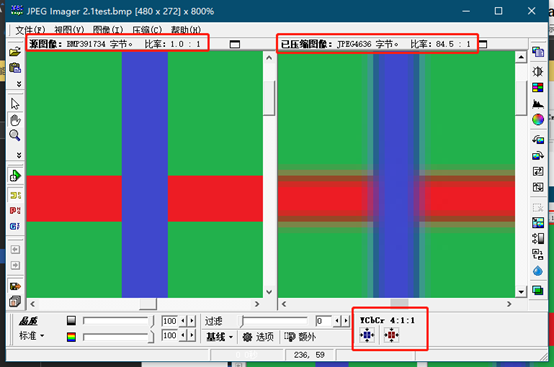 JPEG Imager 2.1test.bmp [480 x 272] x 800%
文件(F) 视图(V) 图像(I) 压缩(C) 帮助(H)
源图像: BMP391734 字节。 比率: 1.0 : 1
已压缩图像: JPEG4636 字节。 比率: 84.5 : 1
品质 100 过滤 0 YCbCr 4:1:1
标准 100 基线 选项 额外
236, 59